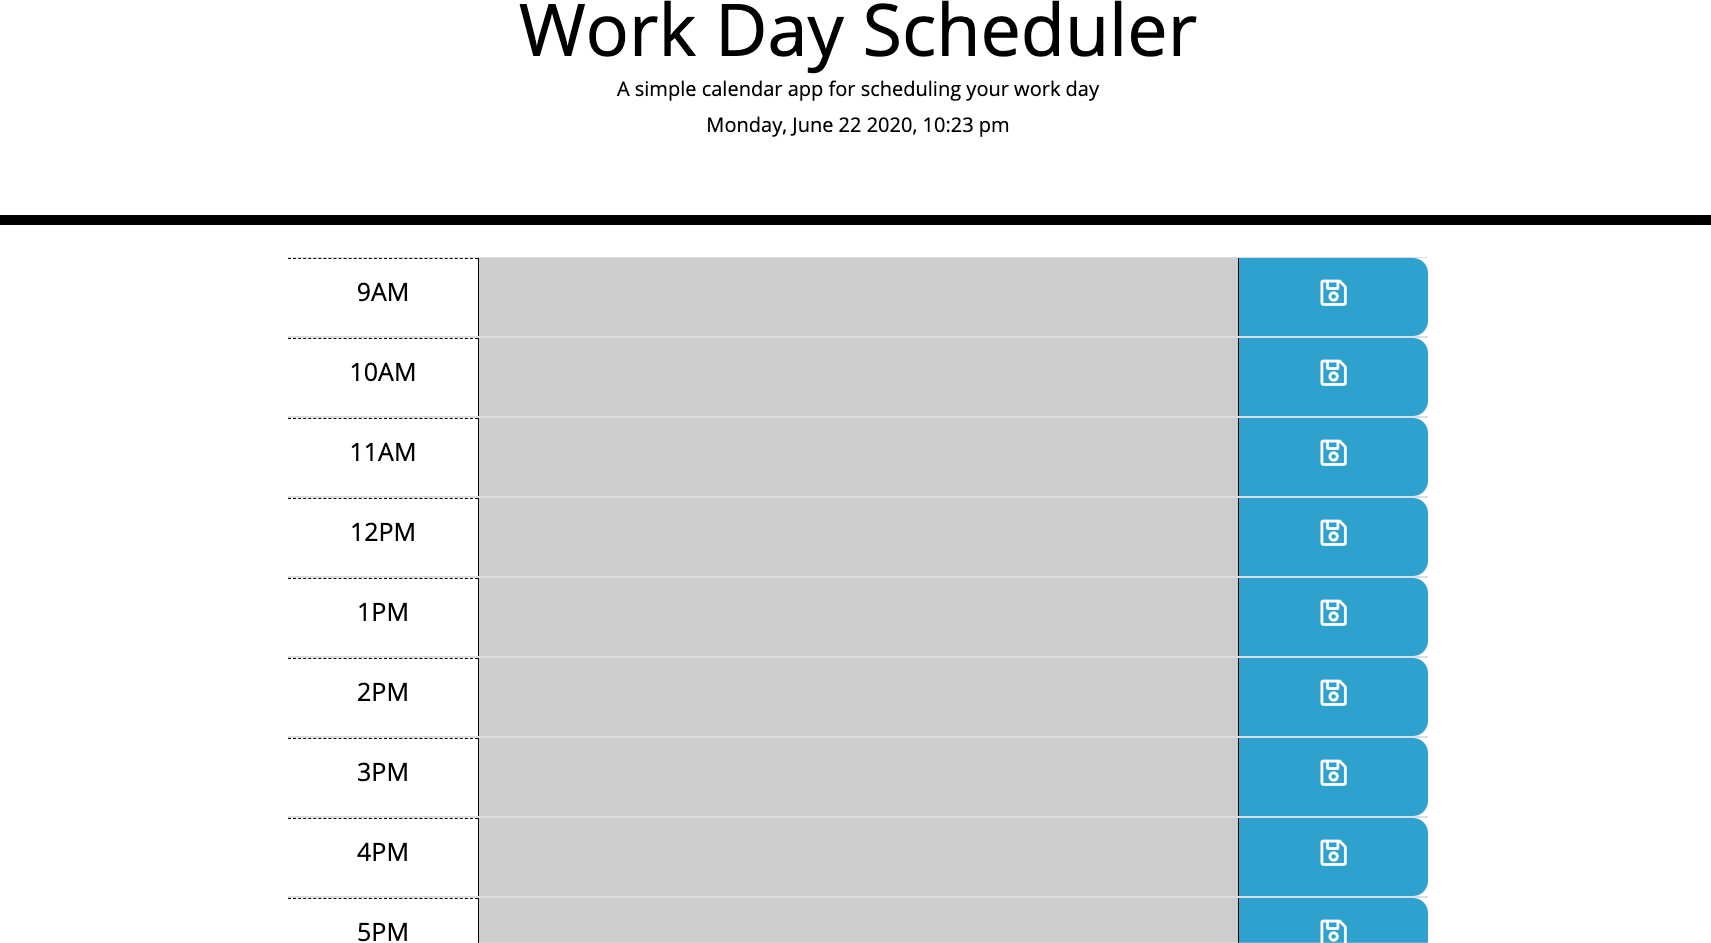 Work Day Scheduler
A simple calendar app for scheduling your work day
Monday, June 22 2020, 10:23 pm
9AM
10AM
11AM
12PM
1PM
2PM
3PM
4PM
5PM